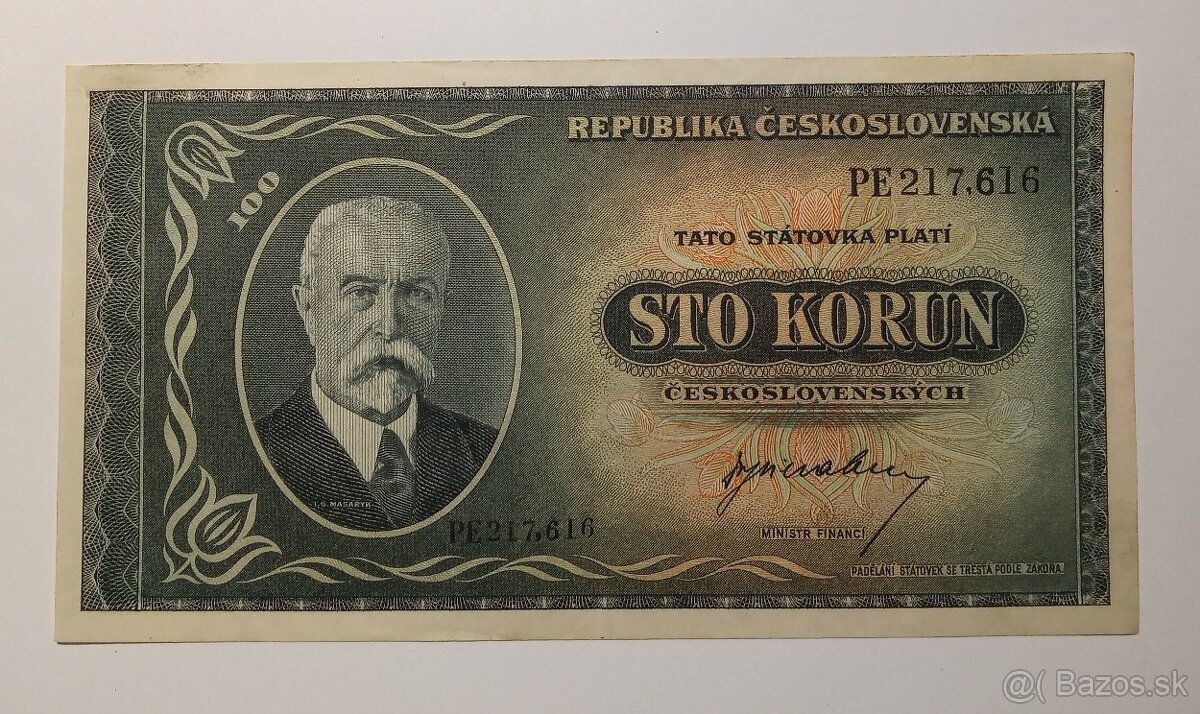 REPUBLIKA ČESKOSLOVENSKÁ
100
PE 217,616
TATO STÁTOVKA PLATÍ
STO KORUN
ČESKOSLOVENSKÝCH
T.G. MASARYK
PE 217,616
MINISTR FINANCÍ
PADĚLÁNÍ STÁTOVEK SE TRESTÁ PODLE ZÁKONA.
@( Bazos.sk